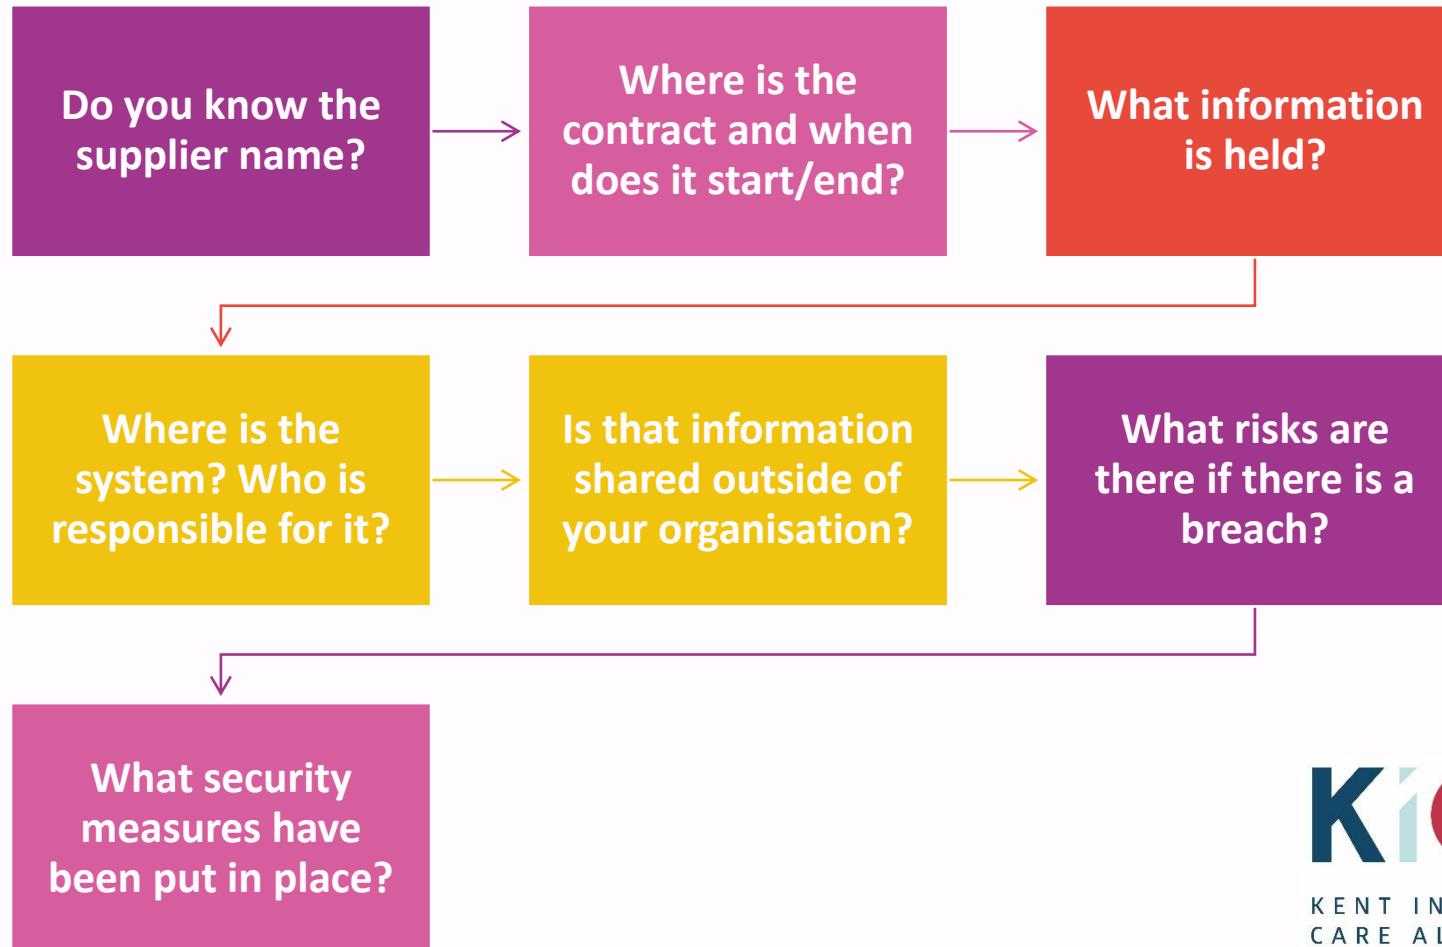 Do you know the
supplier name?
Where is the
contract and when
does it start/end?
What information
is held?
Where is the
system? Who is
responsible for it?
Is that information
shared outside of
your organisation?
What risks are
there if there is a
breach?
What security
measures have
been put in place?
Ki
KENT
CARE